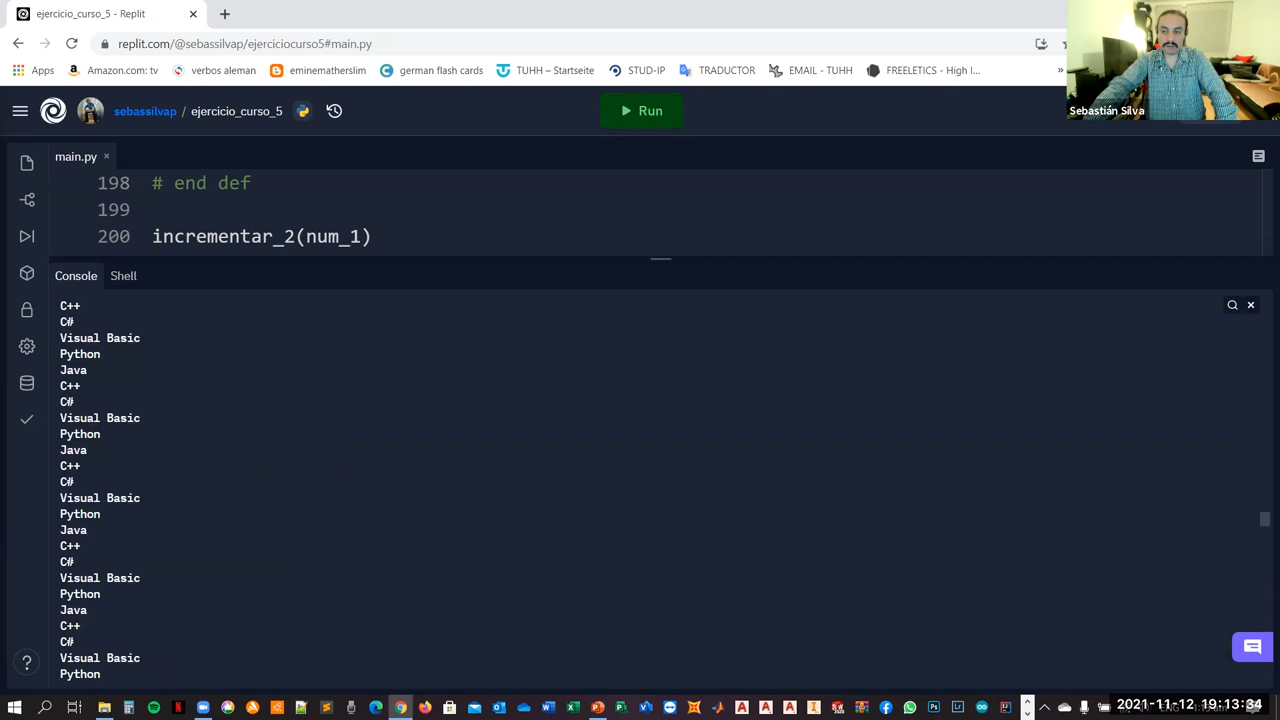 ejercicio_curso_5 - Replit
replit.com/@sebassilvap/ejerciciocurso5#main.py
Apps Amazon.com: tv verbos aleman eminematherslim german flash cards TUHH – Startseite STUD-IP TRADUCTOR EMAIL - TUHH FREELETICS - H
»
Sebastián Silva
sebassilvap / ejercicio_curso_5
Run
main.py
198 # end def
199
200 incrementar_2(num_1)
Console Shell
C++
C#
Visual Basic
Python
Java
C++
C#
Visual Basic
Python
Java
C++
C#
Visual Basic
Python
Java
C++
C#
Visual Basic
Python
Java
C++
C#
Visual Basic
Python
2021-11-12 19:13:34